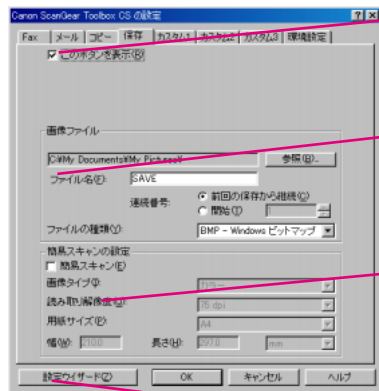 Canon ScanGear Toolbox CS の設定
Fax メール コピー 保存 カスタム1 カスタム2 カスタム3 環境設定
このボタンを表示(B)
画像ファイル
C:¥My Documents¥My Pictures¥ 参照(R)...
ファイル名(F): SAVE
連続番号: 前回の保存から継続(C)
開始(T) 1
ファイルの種類(Y): BMP - Windows ビットマップ
簡易スキャンの設定
簡易スキャン(E)
画像タイプ(I): カラー
読み取り解像度(O): 75 dpi
用紙サイズ(P): A4
幅(W): 210.0 長さ(H): 297.0 mm
設定ウィザード(Z) OK キャンセル ヘルプ